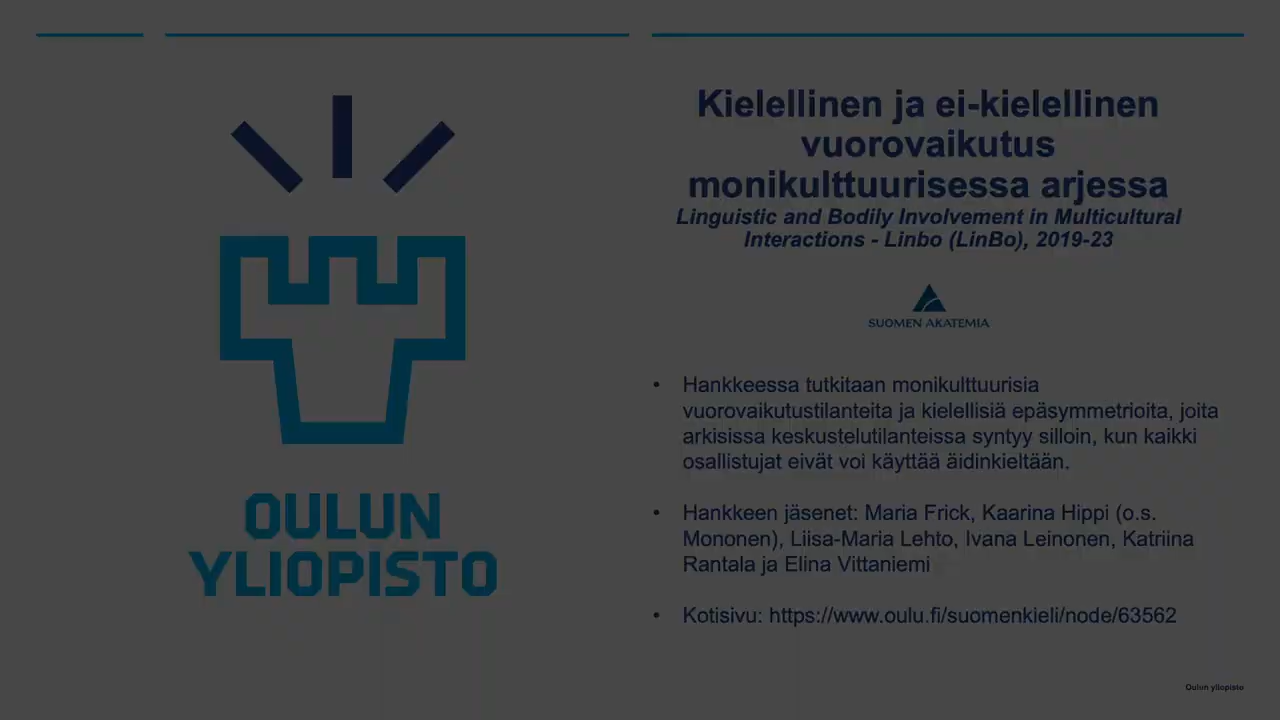 OULUN
YLIOPISTO
Kielellinen ja ei-kielellinen
vuorovaikutus
monikulttuurisessa arjessa
Linguistic and Bodily Involvement in Multicultural
Interactions - Linbo (LinBo), 2019-23
SUOMEN AKATEMIA
• Hankkeessa tutkitaan monikulttuurisia
vuorovaikutustilanteita ja kielellisiä epäsymmetrioita, joita
arkisissa keskustelutilanteissa syntyy silloin, kun kaikki
osallistujat eivät voi käyttää äidinkieltään.
• Hankkeen jäsenet: Maria Frick, Kaarina Hippi (o.s.
Mononen), Liisa-Maria Lehto, Ivana Leinonen, Katriina
Rantala ja Elina Vittaniemi
• Kotisivu: https://www.oulu.fi/suomenkieli/node/63562
Oulun yliopisto